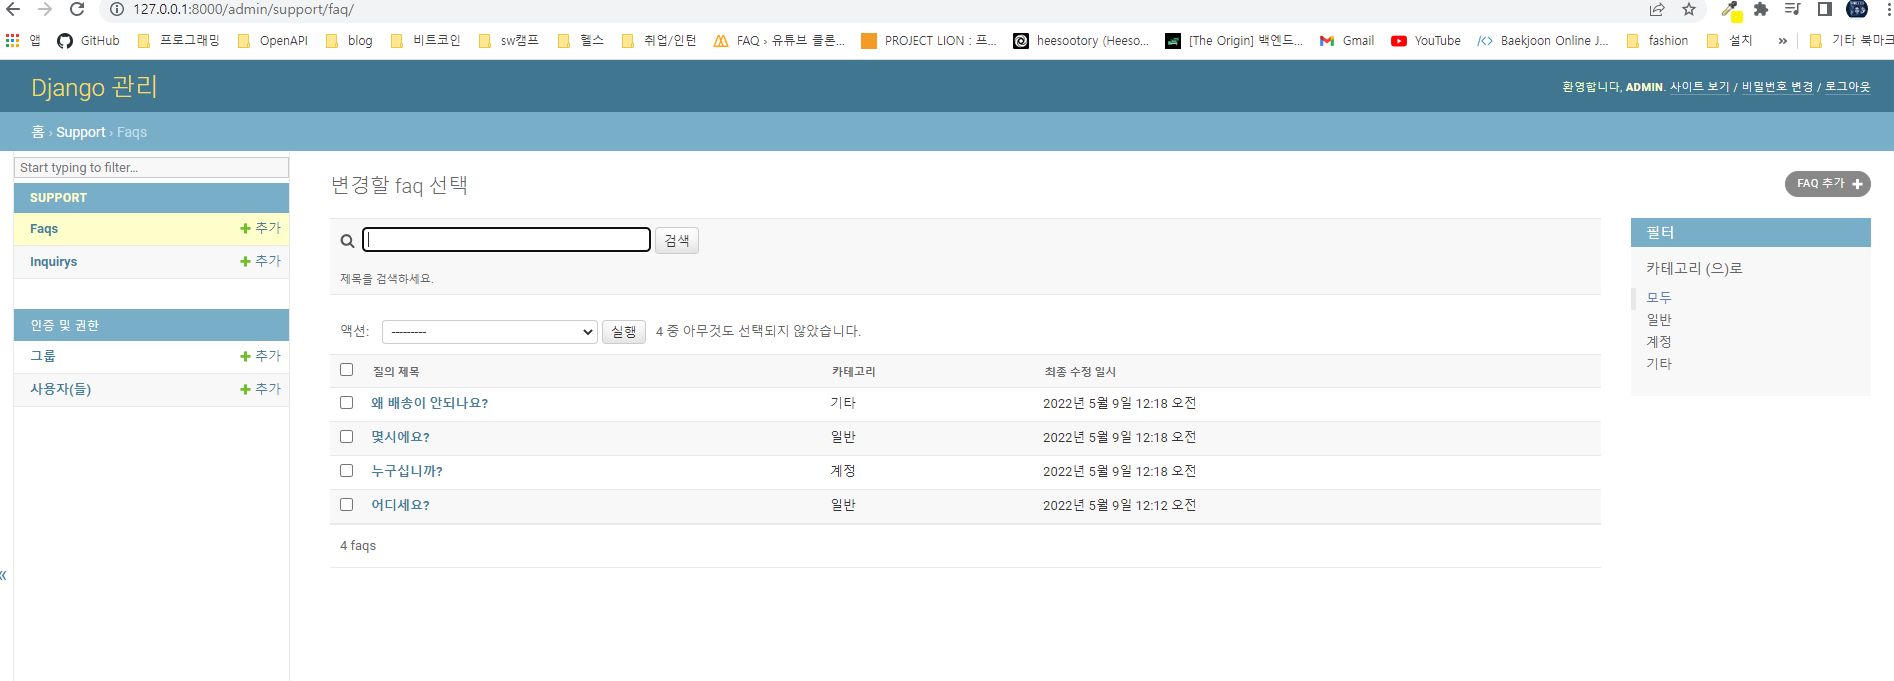 127.0.0.1:8000/admin/support/faq/
앱 GitHub 프로그래밍 OpenAPI blog 비트코인 sw캠프 헬스 취업/인턴 FAQ › 유튜브 클론... PROJECT LION : 프... heesootory (Heeso... [The Origin] 백엔드... Gmail YouTube Baekjoon Online J... fashion 설치 » 기타 북마크
Django 관리
환영합니다, ADMIN. 사이트 보기 / 비밀번호 변경 / 로그아웃
홈 › Support › Faqs
Start typing to filter...
SUPPORT
Faqs + 추가
Inquirys + 추가
인증 및 권한
그룹 + 추가
사용자(들) + 추가
«
변경할 faq 선택
FAQ 추가 +
검색
제목을 검색하세요.
액션: --------- 실행 4 중 아무것도 선택되지 않았습니다.
질의 제목 카테고리 최종 수정 일시
왜 배송이 안되나요? 기타 2022년 5월 9일 12:18 오전
몇시에요? 일반 2022년 5월 9일 12:18 오전
누구십니까? 계정 2022년 5월 9일 12:18 오전
어디세요? 일반 2022년 5월 9일 12:12 오전
4 faqs
필터
카테고리 (으)로
모두
일반
계정
기타